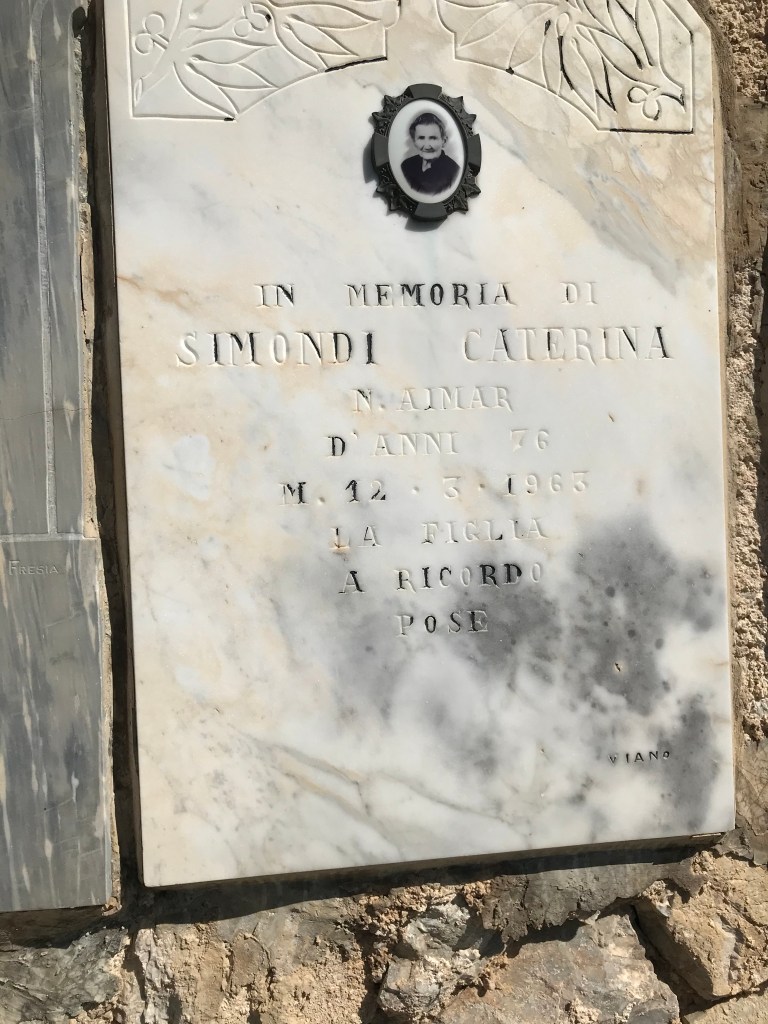 IN MEMORIA DI
SIMONDI CATERINA
N. AIMAR
D'ANNI 76
M. 12 · 3 · 1963
LA FIGLIA
A RICORDO
POSE
VIANO
FRESIA